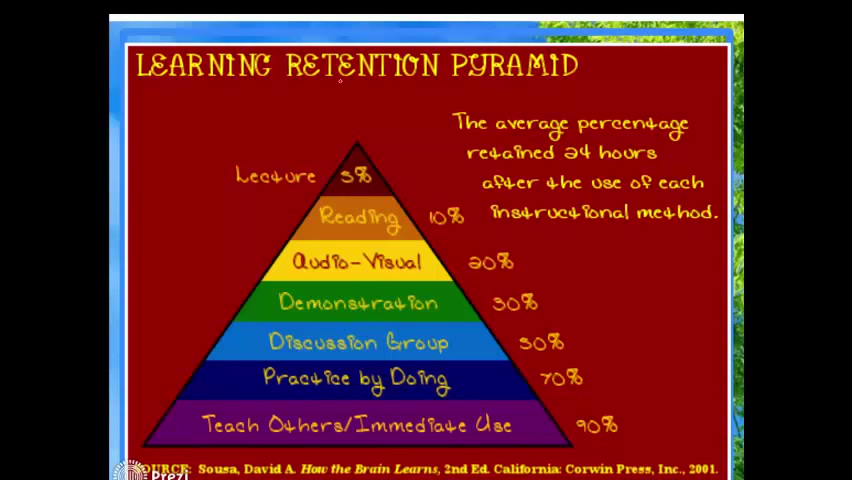 LEARNING RETENTION PYRAMID
The average percentage
retained 24 hours
after the use of each
instructional method.
Lecture 5%
Reading 10%
Audio-Visual 20%
Demonstration 30%
Discussion Group 50%
Practice by Doing 70%
Teach Others/Immediate Use 90%
Sousa, David A. How the Brain Learns, 2nd Ed. California: Corwin Press, Inc., 2001.
Prezi